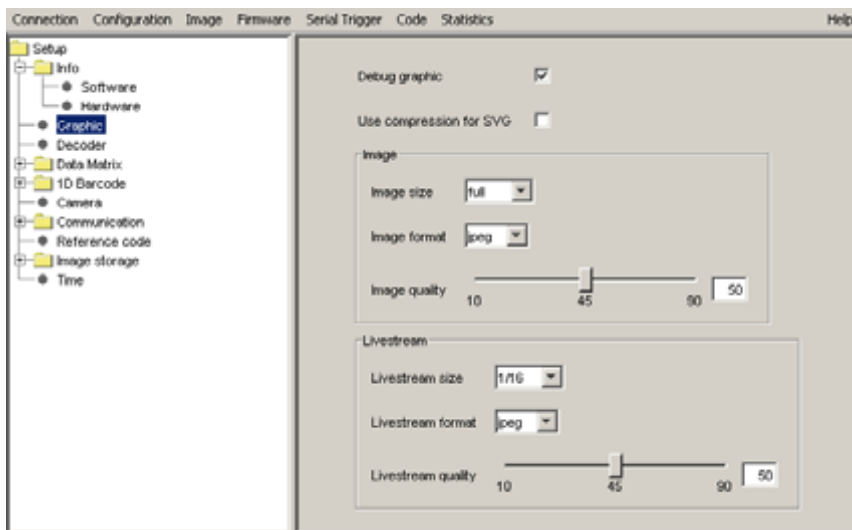 Connection Configuration Image Firmware Serial Trigger Code Statistics Help
Setup
Info
Software
Hardware
Graphic
Decoder
Data Matrix
1D Barcode
Camera
Communication
Reference code
Image storage
Time
Debug graphic
Use compression for SVG
Image
Image size full
Image format jpeg
Image quality 10 45 90 50
Livestream
Livestream size 1/16
Livestream format jpeg
Livestream quality 10 45 90 50